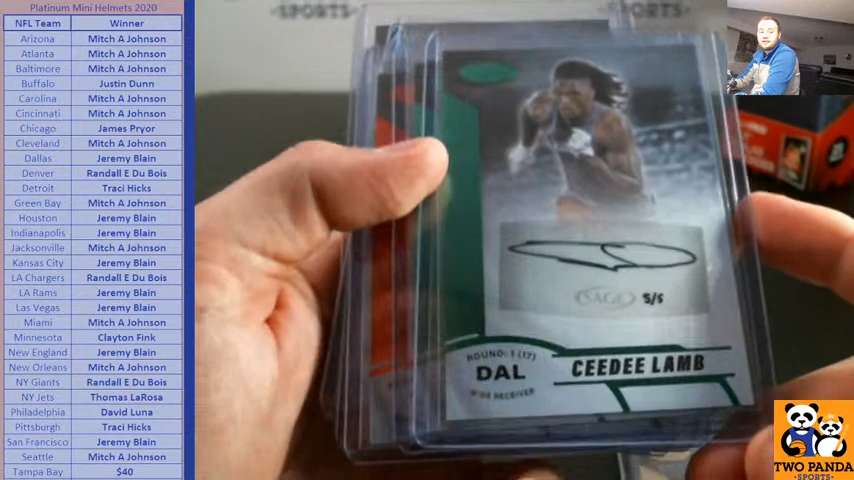 Platinum Mini Helmets 2020
NFL Team Winner
Arizona Mitch A Johnson
Atlanta Mitch A Johnson
Baltimore Mitch A Johnson
Buffalo Justin Dunn
Carolina Mitch A Johnson
Cincinnati Mitch A Johnson
Chicago James Pryor
Cleveland Mitch A Johnson
Dallas Jeremy Blain
Denver Randall E Du Bois
Detroit Traci Hicks
Green Bay Mitch A Johnson
Houston Jeremy Blain
Indianapolis Jeremy Blain
Jacksonville Mitch A Johnson
Kansas City Jeremy Blain
LA Chargers Randall E Du Bois
LA Rams Jeremy Blain
Las Vegas Jeremy Blain
Miami Mitch A Johnson
Minnesota Clayton Fink
New England Jeremy Blain
New Orleans Mitch A Johnson
NY Giants Randall E Du Bois
NY Jets Thomas LaRosa
Philadelphia David Luna
Pittsburgh Traci Hicks
San Francisco Jeremy Blain
Seattle Mitch A Johnson
Tampa Bay $40
SPORTS
SPORTS
SAGE 5/5
ROUND: 1 (17)
DAL
WIDE RECEIVER
CEEDEE LAMB
TWO PANDA
SPORTS